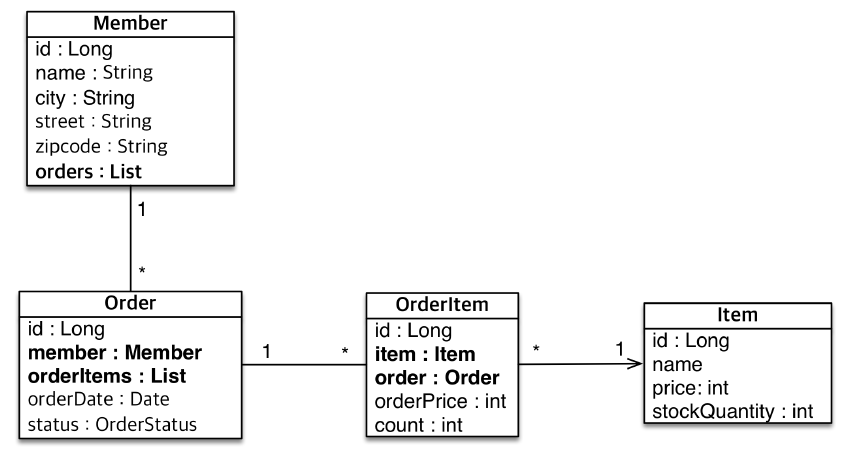 Member
id : Long
name : String
city : String
street : String
zipcode : String
orders : List
1
*
Order
id : Long
member : Member
orderItems : List
orderDate : Date
status : OrderStatus
1
*
OrderItem
id : Long
item : Item
order : Order
orderPrice : int
count : int
*
1
Item
id : Long
name
price: int
stockQuantity : int